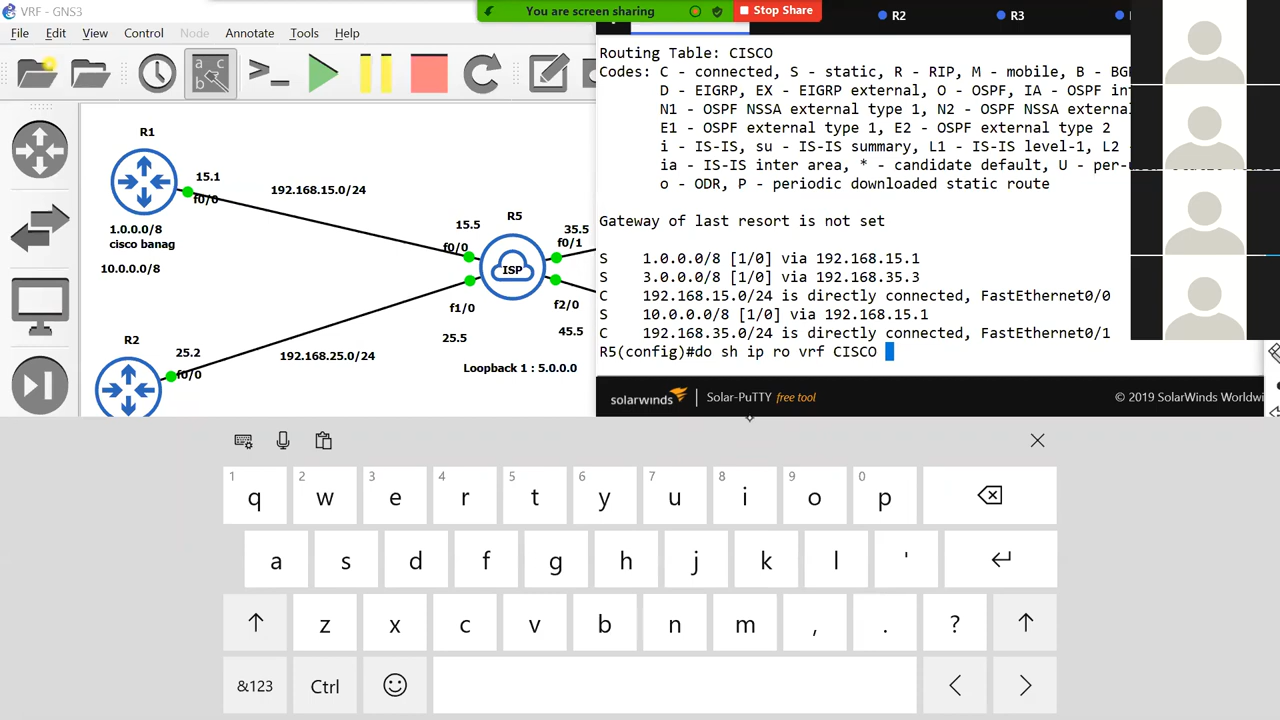 VRF - GNS3
You are screen sharing
Stop Share
File Edit View Control Node Annotate Tools Help
a c
b
R1
15.1
f0/0
192.168.15.0/24
1.0.0.0/8
cisco banag
10.0.0.0/8
R5
15.5
35.5
f0/0
f0/1
ISP
f1/0
f2/0
25.5
45.5
R2
25.2
f0/0
192.168.25.0/24
Loopback 1 : 5.0.0.0
R2
R3
Routing Table: CISCO
Codes: C - connected, S - static, R - RIP, M - mobile, B - BG
D - EIGRP, EX - EIGRP external, O - OSPF, IA - OSPF int
N1 - OSPF NSSA external type 1, N2 - OSPF NSSA external
E1 - OSPF external type 1, E2 - OSPF external type 2
i - IS-IS, su - IS-IS summary, L1 - IS-IS level-1, L2 -
ia - IS-IS inter area, * - candidate default, U - per-
o - ODR, P - periodic downloaded static route
Gateway of last resort is not set
S 1.0.0.0/8 [1/0] via 192.168.15.1
S 3.0.0.0/8 [1/0] via 192.168.35.3
C 192.168.15.0/24 is directly connected, FastEthernet0/0
S 10.0.0.0/8 [1/0] via 192.168.15.1
C 192.168.35.0/24 is directly connected, FastEthernet0/1
R5(config)#do sh ip ro vrf CISCO
solarwinds | Solar-PuTTY free tool
© 2019 SolarWinds Worldwi
1 2 3 4 5 6 7 8 9 0
q w e r t y u i o p
a s d f g h j k l '
z x c v b n m , . ?
&123 Ctrl < >